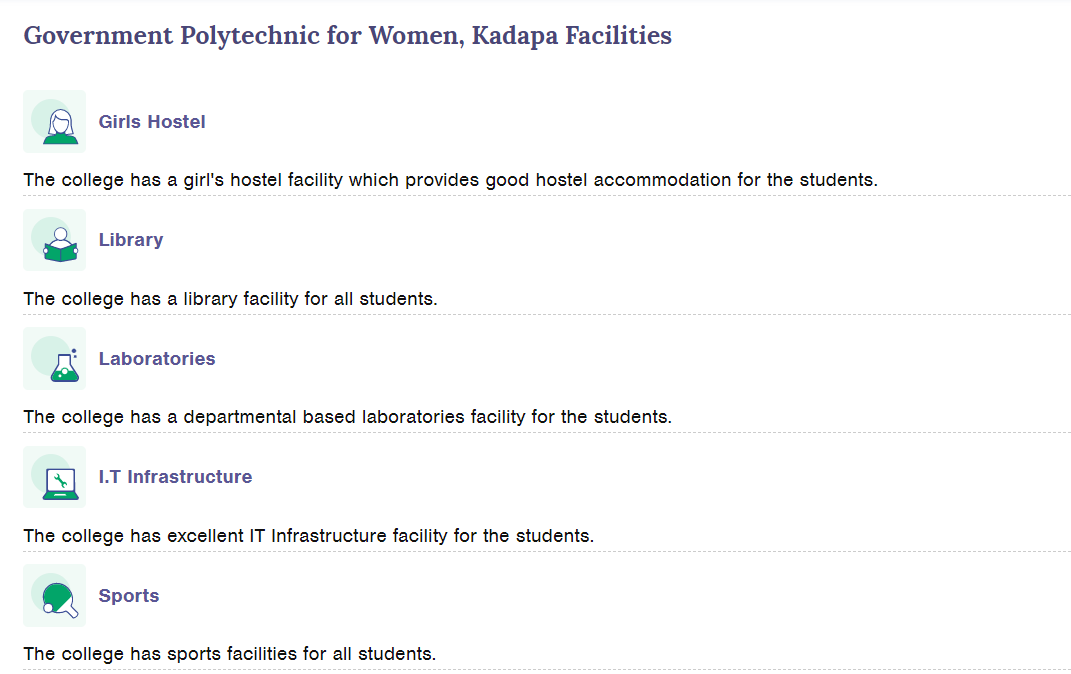 Government Polytechnic for Women, Kadapa Facilities
Girls Hostel
The college has a girl's hostel facility which provides good hostel accommodation for the students.
Library
The college has a library facility for all students.
Laboratories
The college has a departmental based laboratories facility for the students.
I.T Infrastructure
The college has excellent IT Infrastructure facility for the students.
Sports
The college has sports facilities for all students.